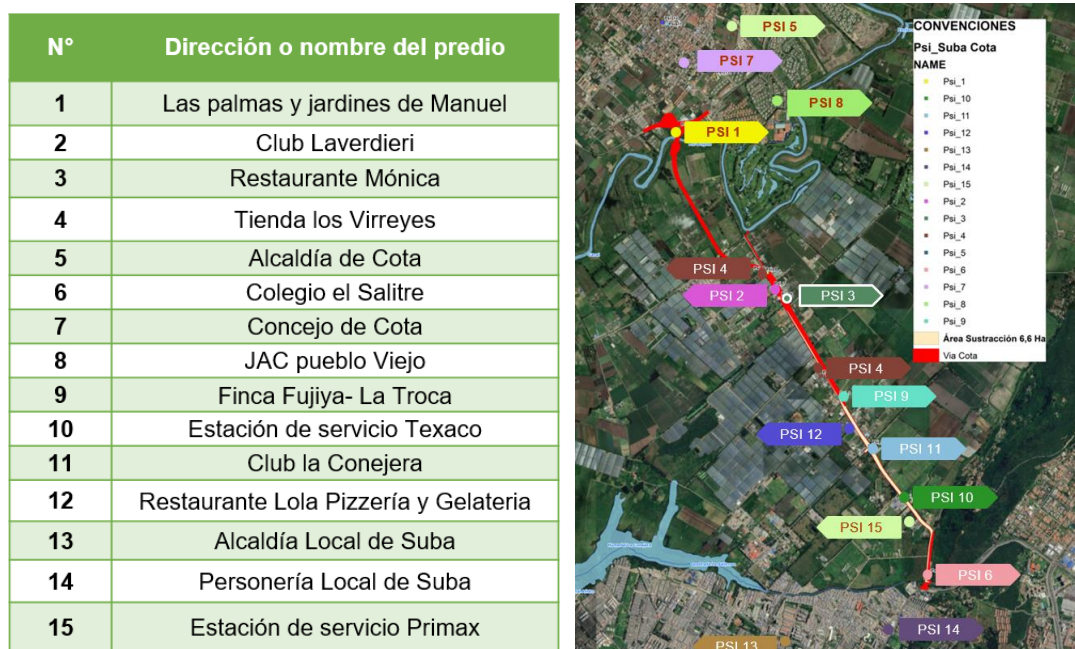 N° Dirección o nombre del predio
1 Las palmas y jardines de Manuel
2 Club Laverdieri
3 Restaurante Mónica
4 Tienda los Virreyes
5 Alcaldía de Cota
6 Colegio el Salitre
7 Concejo de Cota
8 JAC pueblo Viejo
9 Finca Fujiya- La Troca
10 Estación de servicio Texaco
11 Club la Conejera
12 Restaurante Lola Pizzería y Gelateria
13 Alcaldía Local de Suba
14 Personería Local de Suba
15 Estación de servicio Primax
PSI 5
PSI 7
PSI 8
PSI 1
PSI 4
PSI 2
PSI 3
PSI 4
PSI 9
PSI 12
PSI 11
PSI 10
PSI 15
PSI 6
PSI 14
PSI 13
CONVENCIONES
Psi_Suba Cota
NAME
Psi_1
Psi_10
Psi_11
Psi_12
Psi_13
Psi_14
Psi_15
Psi_2
Psi_3
Psi_4
Psi_5
Psi_6
Psi_7
Psi_8
Psi_9
Área Sustracción 6,6 Ha
Via Cota